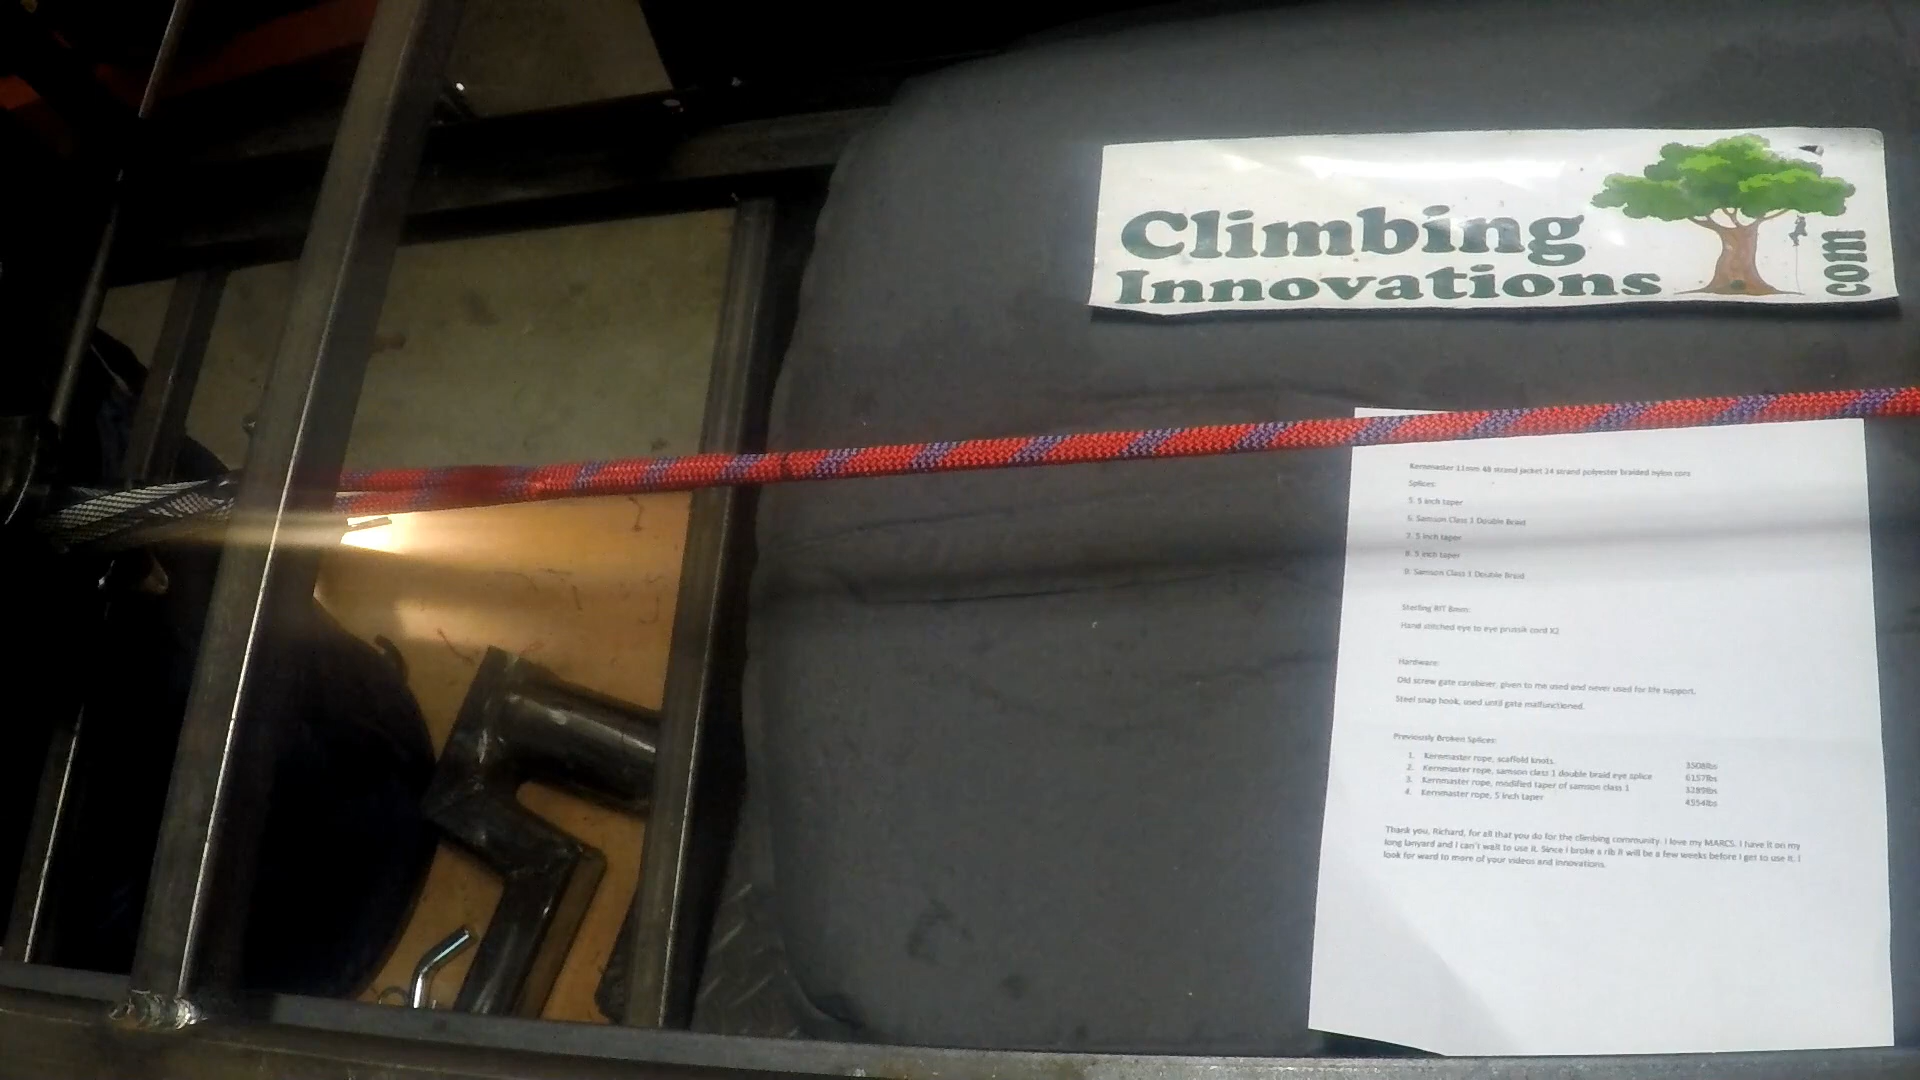 Climbing
Innovations
com
Kernmaster 11mm 48 strand jacket 24 strand polyester braided nylon core
Splices:
5. 5 inch taper
6. Samson Class 1 Double Braid
7. 5 inch taper
8. 5 inch taper
9. Samson Class 1 Double Braid
Sterling RIT 8mm:
Hand stitched eye to eye prussik cord X2
Hardware:
Old screw gate carabiner, given to me used and never used for life support.
Steel snap hook, used until gate malfunctioned.
Previously Broken Splices:
1. Kernmaster rope, scaffold knots 3508lbs
2. Kernmaster rope, samson class 1 double braid eye splice 6157lbs
3. Kernmaster rope, modified taper of samson class 1 5289lbs
4. Kernmaster rope, 5 inch taper 4954lbs
Thank you, Richard, for all that you do for the climbing community. I love my MARCS. I have it on my
long lanyard and I can't wait to use it. Since I broke a rib it will be a few weeks before I get to use it. I
look for ward to more of your videos and innovations.